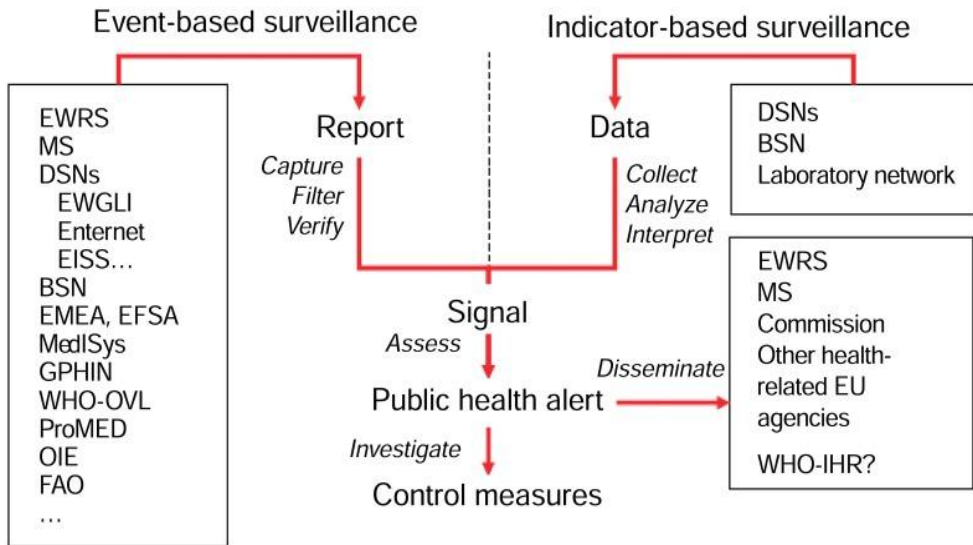 Event-based surveillance
Indicator-based surveillance
EWRS
MS
DSNs
EWGLI
Enternet
EISS...
BSN
EMEA, EFSA
MedISys
GPHIN
WHO-OVL
ProMED
OIE
FAO
...
Report
Capture
Filter
Verify
Data
Collect
Analyze
Interpret
DSNs
BSN
Laboratory network
Signal
Assess
Public health alert
Disseminate
Investigate
Control measures
EWRS
MS
Commission
Other health-
related EU
agencies
WHO-IHR?